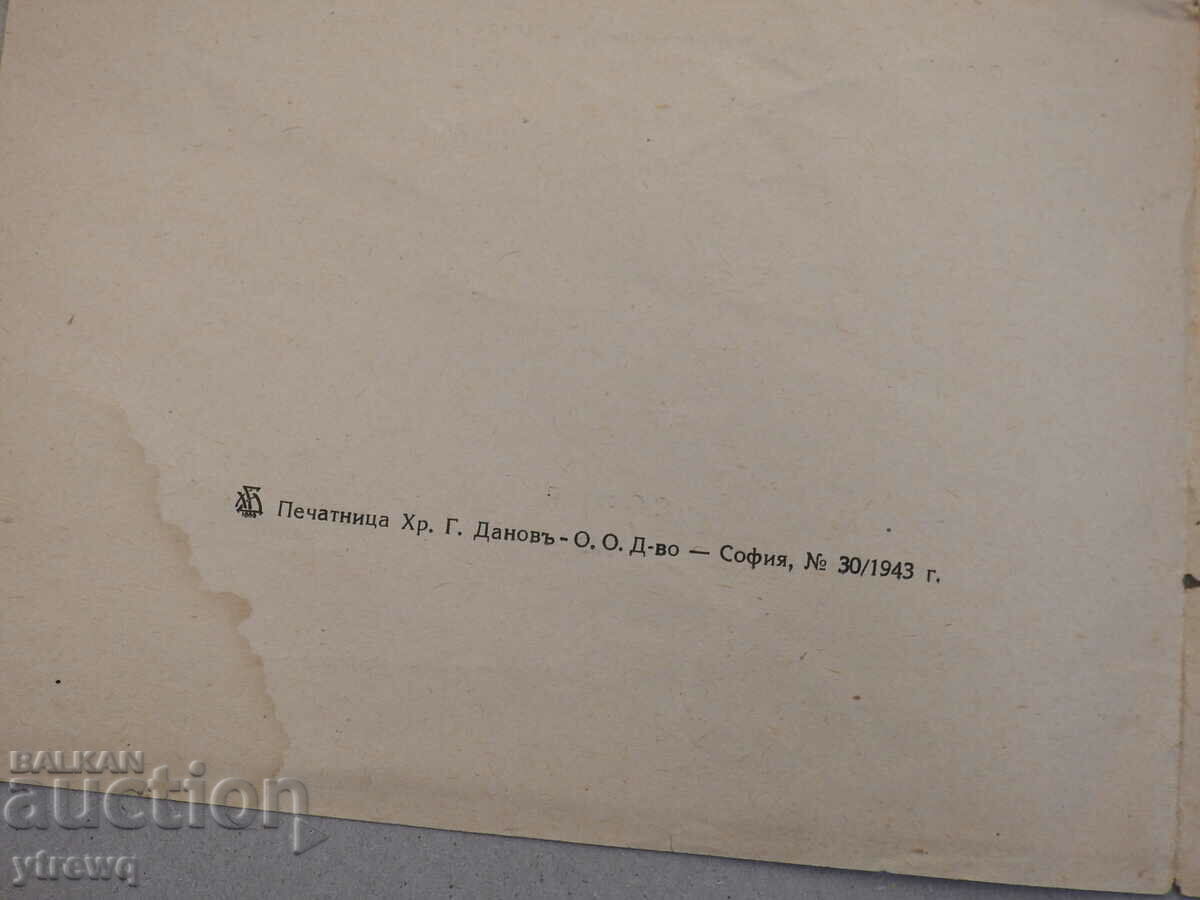 Печатница Хр. Г. Дановъ - О. О. Д-во — София, № 30/1943 г.
BALKAN
auction
ytrewq